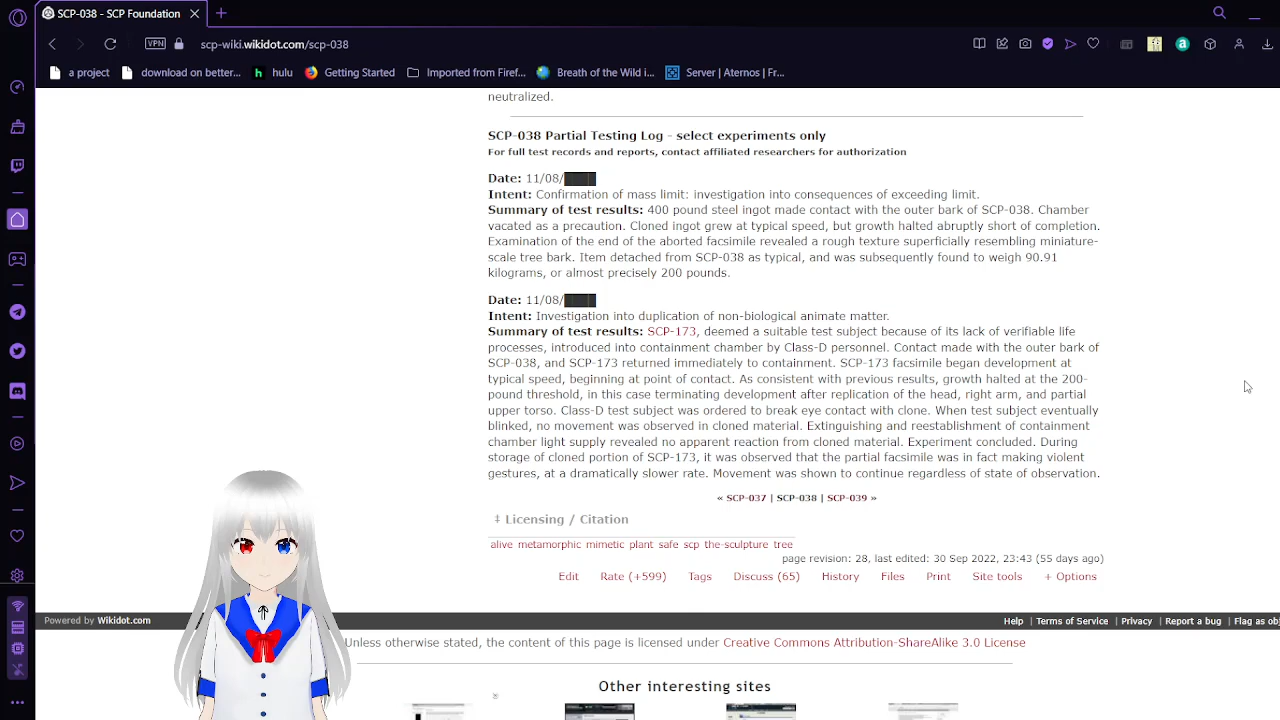 SCP-038 - SCP Foundation
VPN scp-wiki.wikidot.com/scp-038
a project download on better... hulu Getting Started Imported from Firef... Breath of the Wild i... Server | Aternos | Fr...
neutralized.
SCP-038 Partial Testing Log - select experiments only
For full test records and reports, contact affiliated researchers for authorization
Date: 11/08/
Intent: Confirmation of mass limit: investigation into consequences of exceeding limit.
Summary of test results: 400 pound steel ingot made contact with the outer bark of SCP-038. Chamber
vacated as a precaution. Cloned ingot grew at typical speed, but growth halted abruptly short of completion.
Examination of the end of the aborted facsimile revealed a rough texture superficially resembling miniature-
scale tree bark. Item detached from SCP-038 as typical, and was subsequently found to weigh 90.91
kilograms, or almost precisely 200 pounds.
Date: 11/08/
Intent: Investigation into duplication of non-biological animate matter.
Summary of test results: SCP-173, deemed a suitable test subject because of its lack of verifiable life
processes, introduced into containment chamber by Class-D personnel. Contact made with the outer bark of
SCP-038, and SCP-173 returned immediately to containment. SCP-173 facsimile began development at
typical speed, beginning at point of contact. As consistent with previous results, growth halted at the 200-
pound threshold, in this case terminating development after replication of the head, right arm, and partial
upper torso. Class-D test subject was ordered to break eye contact with clone. When test subject eventually
blinked, no movement was observed in cloned material. Extinguishing and reestablishment of containment
chamber light supply revealed no apparent reaction from cloned material. Experiment concluded. During
storage of cloned portion of SCP-173, it was observed that the partial facsimile was in fact making violent
gestures, at a dramatically slower rate. Movement was shown to continue regardless of state of observation.
« SCP-037 | SCP-038 | SCP-039 »
‡ Licensing / Citation
alive metamorphic mimetic plant safe scp the-sculpture tree
page revision: 28, last edited: 30 Sep 2022, 23:43 (55 days ago)
Edit Rate (+599) Tags Discuss (65) History Files Print Site tools + Options
Powered by Wikidot.com Help | Terms of Service | Privacy | Report a bug | Flag as obj
Unless otherwise stated, the content of this page is licensed under Creative Commons Attribution-ShareAlike 3.0 License
Other interesting sites